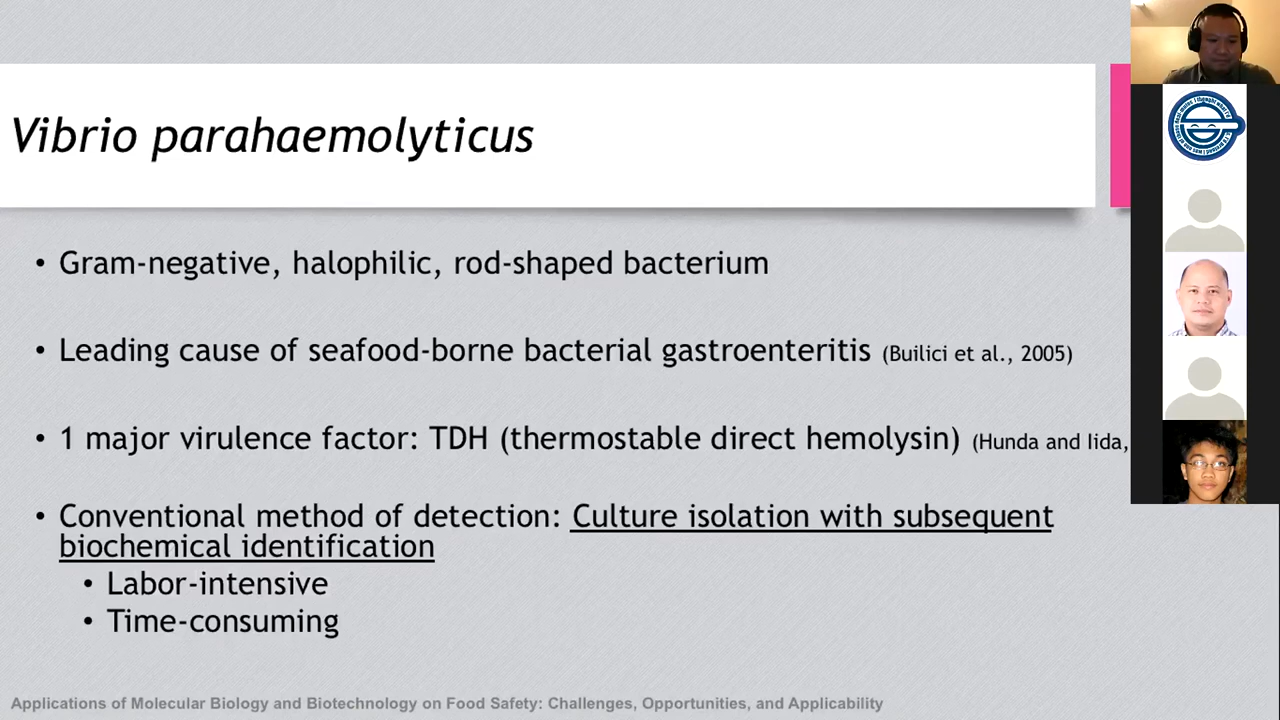 Vibrio parahaemolyticus
• Gram-negative, halophilic, rod-shaped bacterium
• Leading cause of seafood-borne bacterial gastroenteritis (Builici et al., 2005)
• 1 major virulence factor: TDH (thermostable direct hemolysin) (Hunda and Iida,
• Conventional method of detection: Culture isolation with subsequent
biochemical identification
• Labor-intensive
• Time-consuming
Applications of Molecular Biology and Biotechnology on Food Safety: Challenges, Opportunities, and Applicability